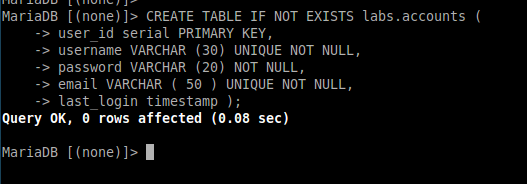 MariaDB [(none)]>
MariaDB [(none)]> CREATE TABLE IF NOT EXISTS labs.accounts (
-> user_id serial PRIMARY KEY,
-> username VARCHAR (30) UNIQUE NOT NULL,
-> password VARCHAR (20) NOT NULL,
-> email VARCHAR ( 50 ) UNIQUE NOT NULL,
-> last_login timestamp );
Query OK, 0 rows affected (0.08 sec)
MariaDB [(none)]>